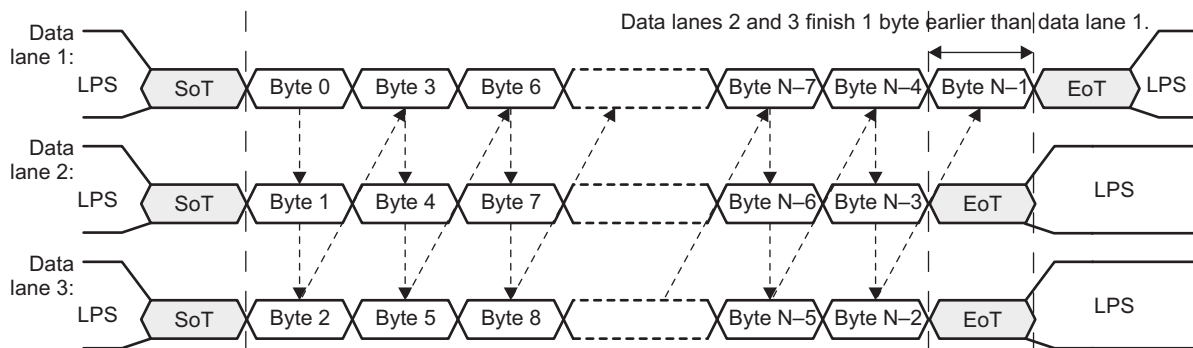 Data lanes 2 and 3 finish 1 byte earlier than data lane 1.
Data
lane 1:
LPS SoT Byte 0 Byte 3 Byte 6 Byte N–7 Byte N–4 Byte N–1 EoT LPS
Data
lane 2:
LPS SoT Byte 1 Byte 4 Byte 7 Byte N–6 Byte N–3 EoT LPS
Data
lane 3:
LPS SoT Byte 2 Byte 5 Byte 8 Byte N–5 Byte N–2 EoT LPS